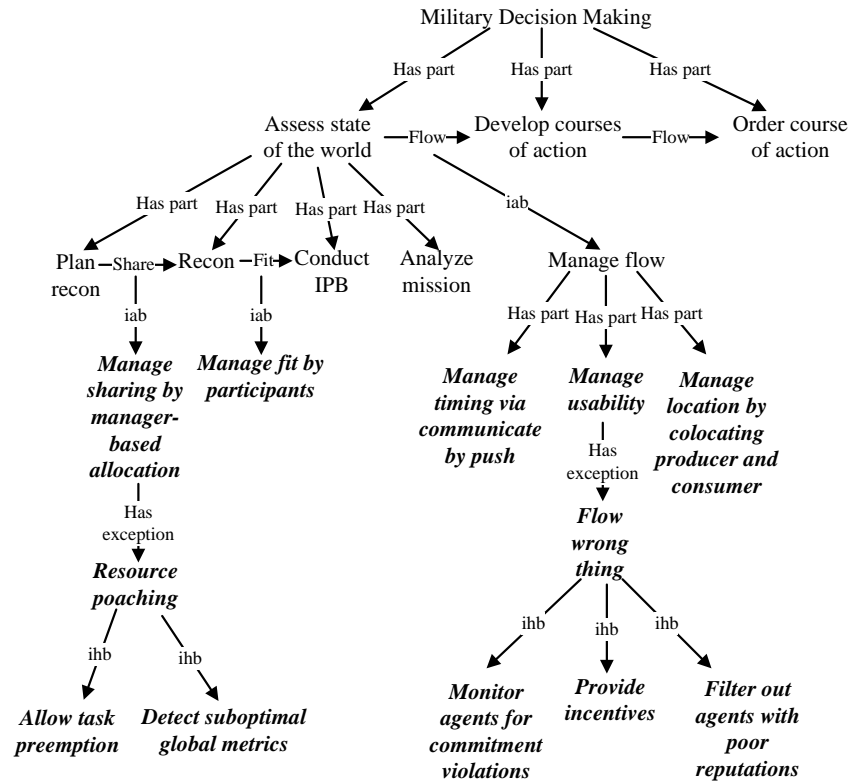 Military Decision Making
Has part
Has part
Has part
Assess state
of the world
Flow
Develop courses
of action
Flow
Order course
of action
Has part
Has part
Has part
Has part
iab
Plan
recon
Share
Recon
Fit
Conduct
IPB
Analyze
mission
Manage flow
iab
iab
Has part
Has part
Has part
Manage
sharing by
manager-
based
allocation
Manage fit by
participants
Manage
timing via
communicate
by push
Manage
usability
Manage
location by
colocating
producer and
consumer
Has
exception
Has
exception
Resource
poaching
Flow
wrong
thing
ihb
ihb
ihb
ihb
ihb
Allow task
preemption
Detect suboptimal
global metrics
Monitor
agents for
commitment
violations
Provide
incentives
Filter out
agents with
poor
reputations